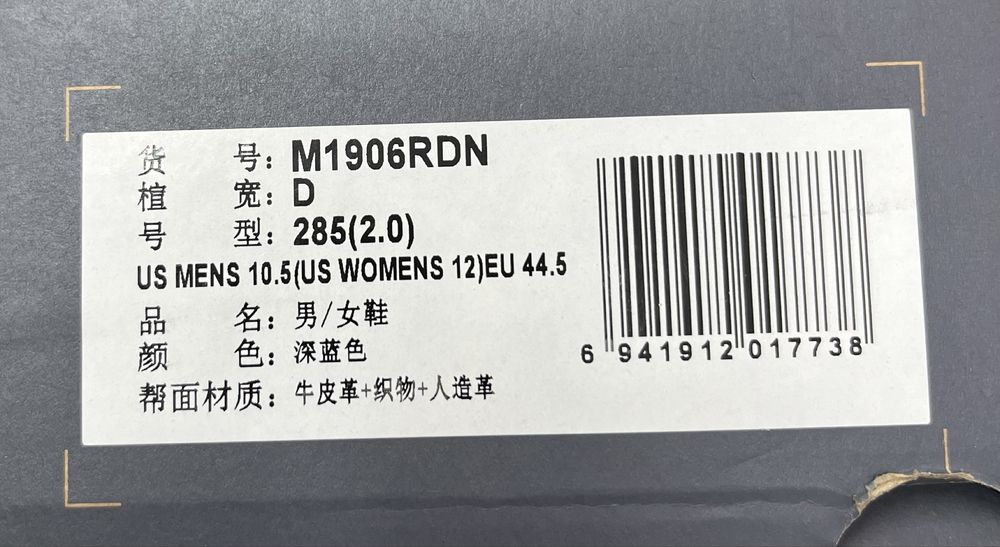 货号：M1906RDN
楦宽：D
号型：285(2.0)
US MENS 10.5(US WOMENS 12)EU 44.5
品名：男/女鞋
颜色：深蓝色
帮面材质：牛皮革+织物+人造革
6 941912 017738